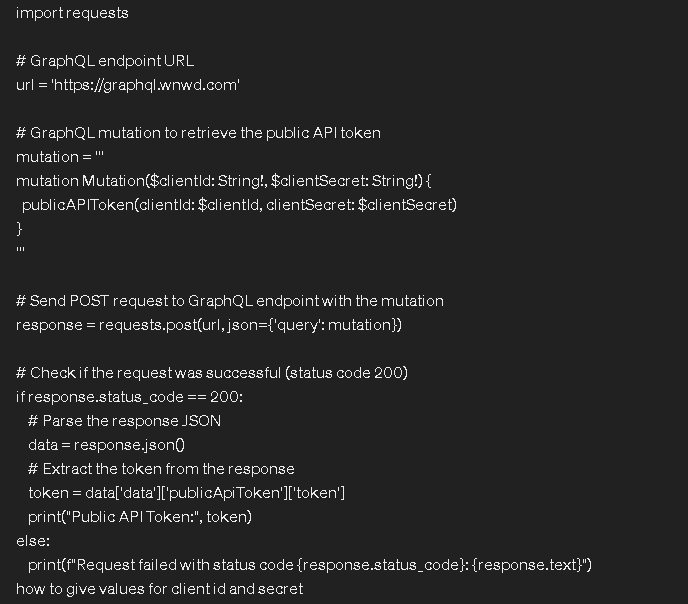 import requests
# GraphQL endpoint URL
url = 'https://graphql.wnwd.com'
# GraphQL mutation to retrieve the public API token
mutation = '''
mutation Mutation($clientId: String!, $clientSecret: String!) {
publicAPIToken(clientId: $clientId, clientSecret: $clientSecret)
}
'''
# Send POST request to GraphQL endpoint with the mutation
response = requests.post(url, json={'query': mutation})
# Check if the request was successful (status code 200)
if response.status_code == 200:
# Parse the response JSON
data = response.json()
# Extract the token from the response
token = data['data']['publicApiToken']['token']
print("Public API Token:", token)
else:
print(f"Request failed with status code {response.status_code}: {response.text}")
how to give values for client id and secret